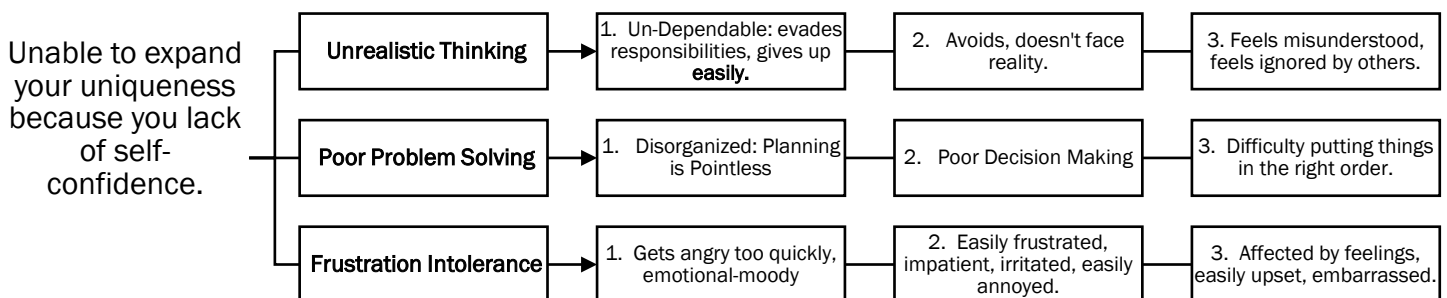 Unable to expand
your uniqueness
because you lack
of self-
confidence.
Unrealistic Thinking
1. Un-Dependable: evades
responsibilities, gives up
easily.
2. Avoids, doesn't face
reality.
3. Feels misunderstood,
feels ignored by others.
Poor Problem Solving
1. Disorganized: Planning
is Pointless
2. Poor Decision Making
3. Difficulty putting things
in the right order.
Frustration Intolerance
1. Gets angry too quickly,
emotional-moody
2. Easily frustrated,
impatient, irritated, easily
annoyed.
3. Affected by feelings,
easily upset, embarrassed.